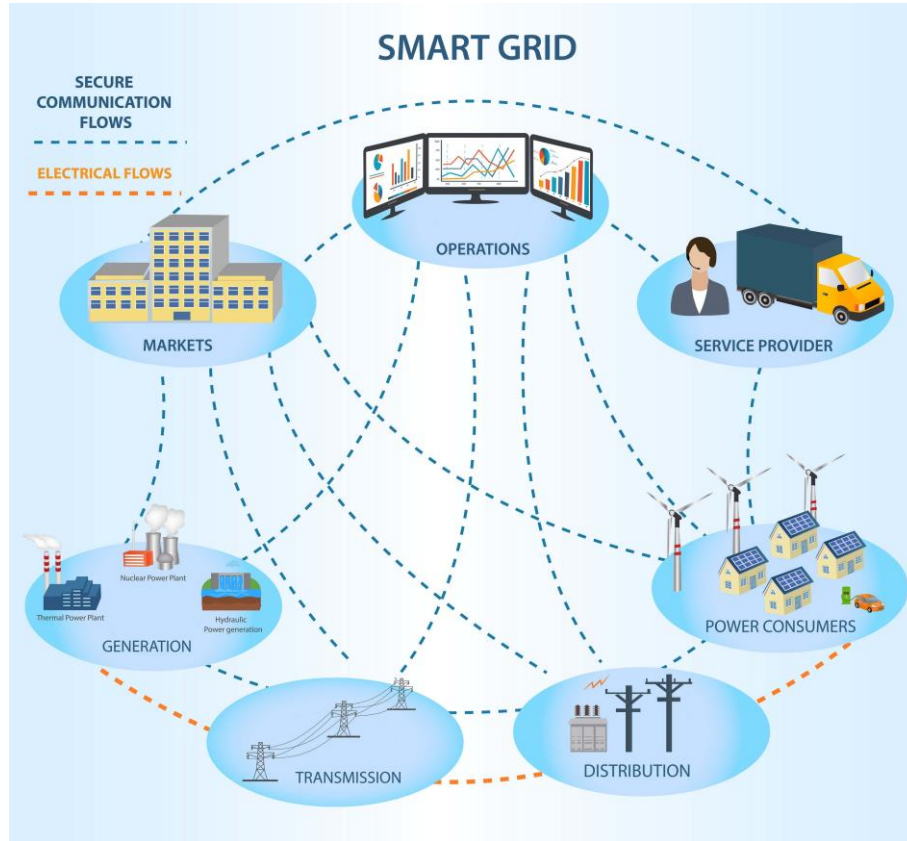 SMART GRID
SECURE
COMMUNICATION
FLOWS
ELECTRICAL FLOWS
OPERATIONS
MARKETS
SERVICE PROVIDER
Nuclear Power Plant
Thermal Power Plant
Hydraulic
Power generation
GENERATION
POWER CONSUMERS
TRANSMISSION
DISTRIBUTION